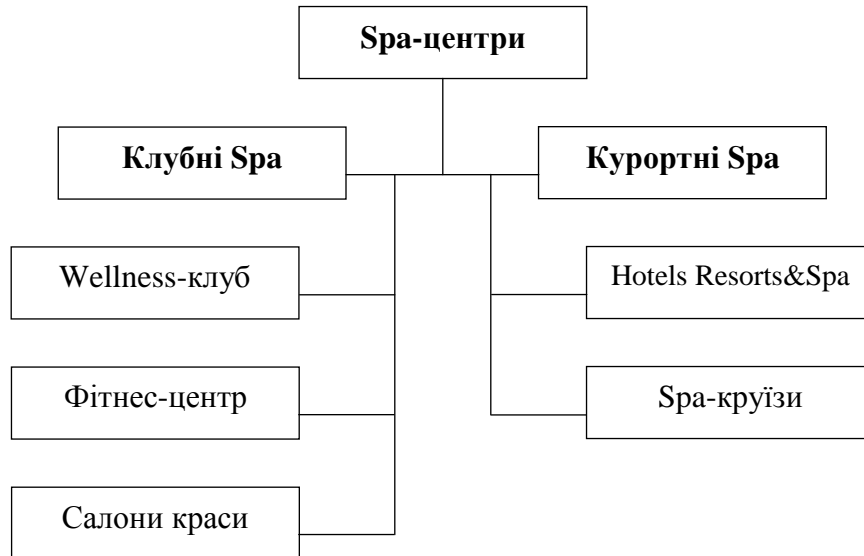 Spa-центри
Клубні Spa
Курортні Spa
Wellness-клуб
Hotels Resorts&Spa
Фітнес-центр
Spa-круїзи
Салони краси